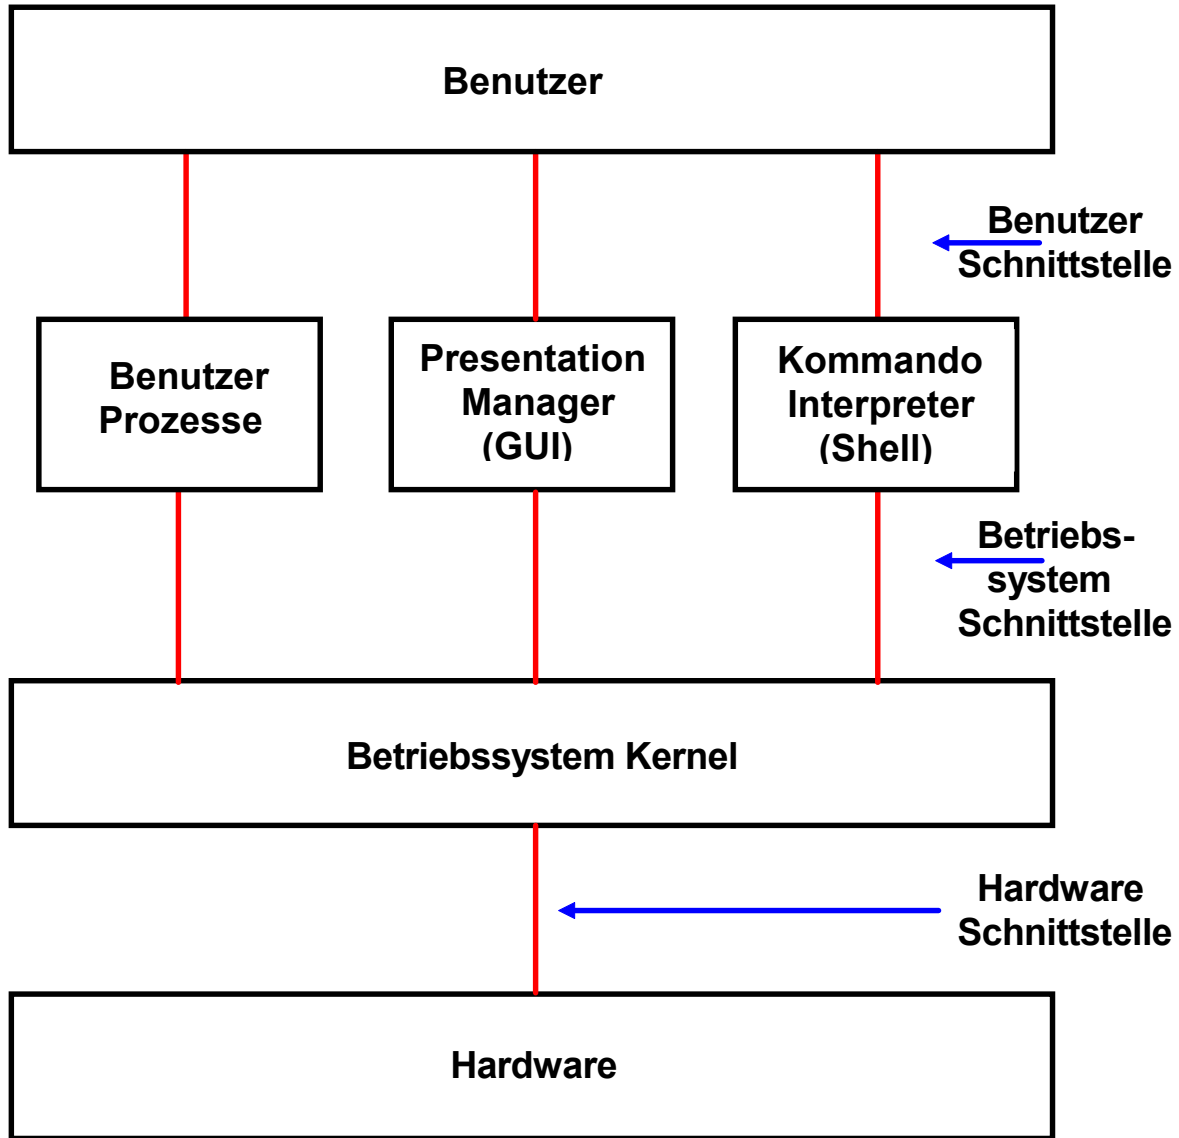 Benutzer
Benutzer
Schnittstelle
Benutzer
Prozesse
Presentation
Manager
(GUI)
Kommando
Interpreter
(Shell)
Betriebs-
system
Schnittstelle
Betriebssystem Kernel
Hardware
Schnittstelle
Hardware